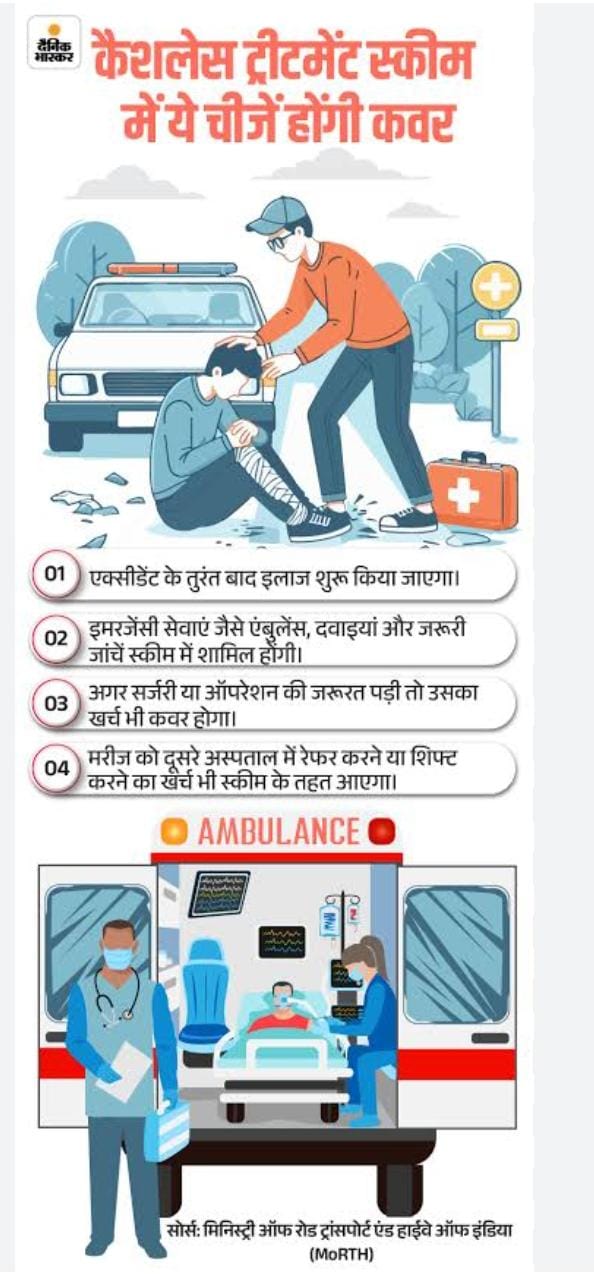 दैनिक
भास्कर
कैशलेस ट्रीटमेंट स्कीम
में ये चीजें होंगी कवर
01
एक्सीडेंट के तुरंत बाद इलाज शुरू किया जाएगा।
02
इमरजेंसी सेवाएं जैसे एंबुलेंस, दवाइयां और जरूरी
जांचें स्कीम में शामिल होंगी।
03
अगर सर्जरी या ऑपरेशन की जरूरत पड़ी तो उसका
खर्च भी कवर होगा।
04
मरीज को दूसरे अस्पताल में रेफर करने या शिफ्ट
करने का खर्च भी स्कीम के तहत आएगा।
AMBULANCE
सोर्स: मिनिस्ट्री ऑफ रोड ट्रांसपोर्ट एंड हाईवे ऑफ इंडिया
(MoRTH)